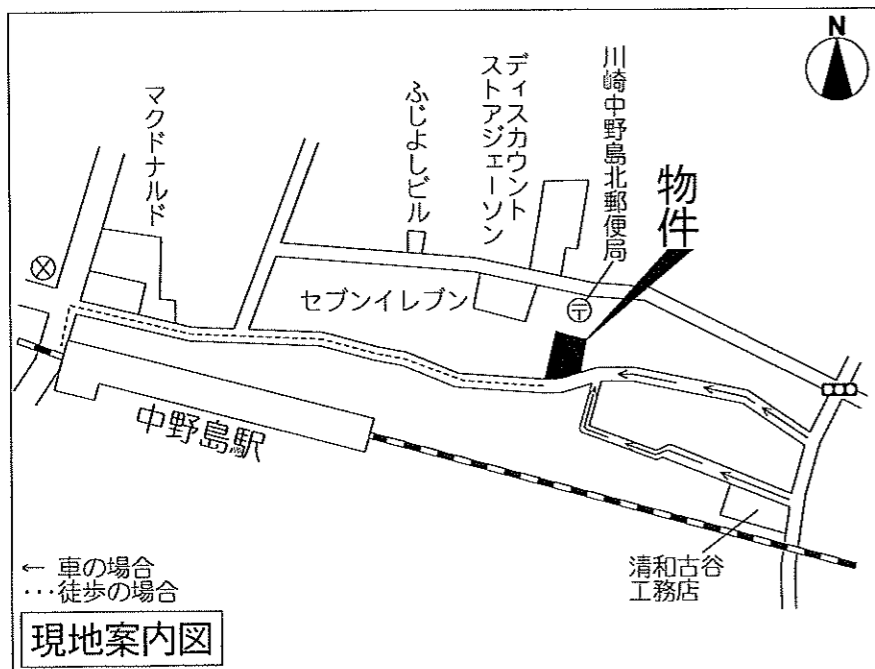 N
マクドナルド
ふじよしビル
ディスカウント
ストアジェーソン
川崎中野島北郵便局
物件
セブンイレブン
〒
中野島駅
清和古谷
工務店
← 車の場合
･･･徒歩の場合
現地案内図